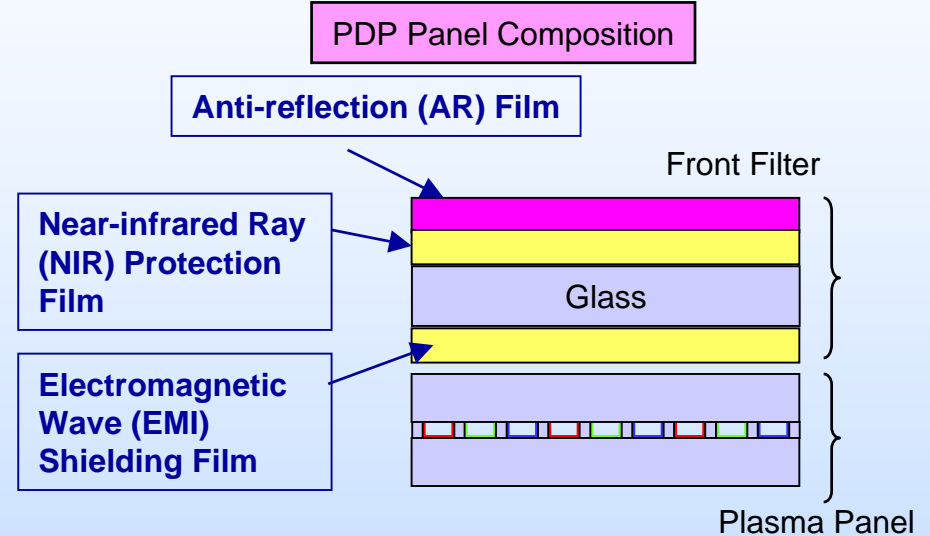 PDP Panel Composition
Anti-reflection (AR) Film
Front Filter
Near-infrared Ray
(NIR) Protection
Film
Glass
Electromagnetic
Wave (EMI)
Shielding Film
Plasma Panel